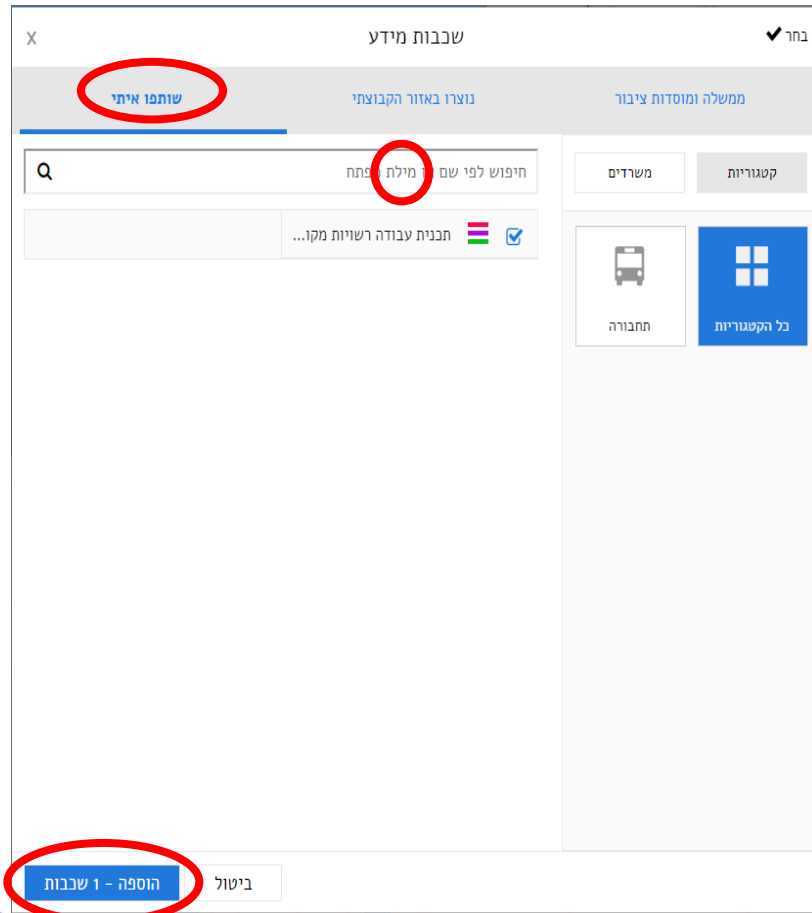 בחר
שכבות מידע
X
ממשלה ומוסדות ציבור
נוצרו באזור הקבוצתי
שותפו איתי
קטגוריות
משרדים
חיפוש לפי שם מילת
תכנית עבודה רשויות מקו...
כל הקטגוריות
תחבורה
ביטול
הוספה - 1 שכבות